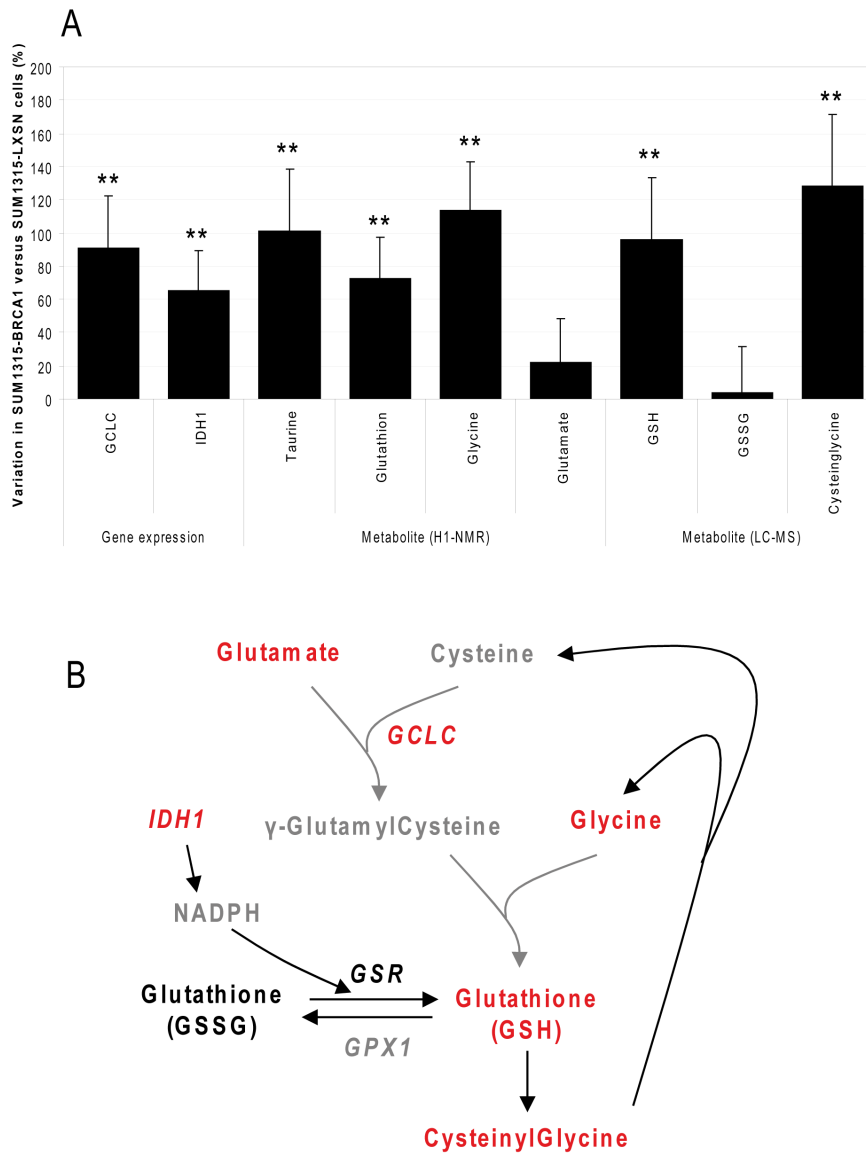 A
Variation in SUM1315-BRCA1 versus SUM1315-LXSN cells (%)
200
180
160
140
120
100
80
60
40
20
0
**
**
**
**
**
**
**
GCLC
IDH1
Taurine
Glutathion
Glycine
Glutamate
GSH
GSSG
Cysteinglycine
Gene expression
Metabolite (H1-NMR)
Metabolite (LC-MS)
B
Glutamate
Cysteine
GCLC
IDH1
γ-GlutamylCysteine
Glycine
NADPH
GSR
Glutathione
(GSSG)
Glutathione
(GSH)
GPX1
CysteinylGlycine